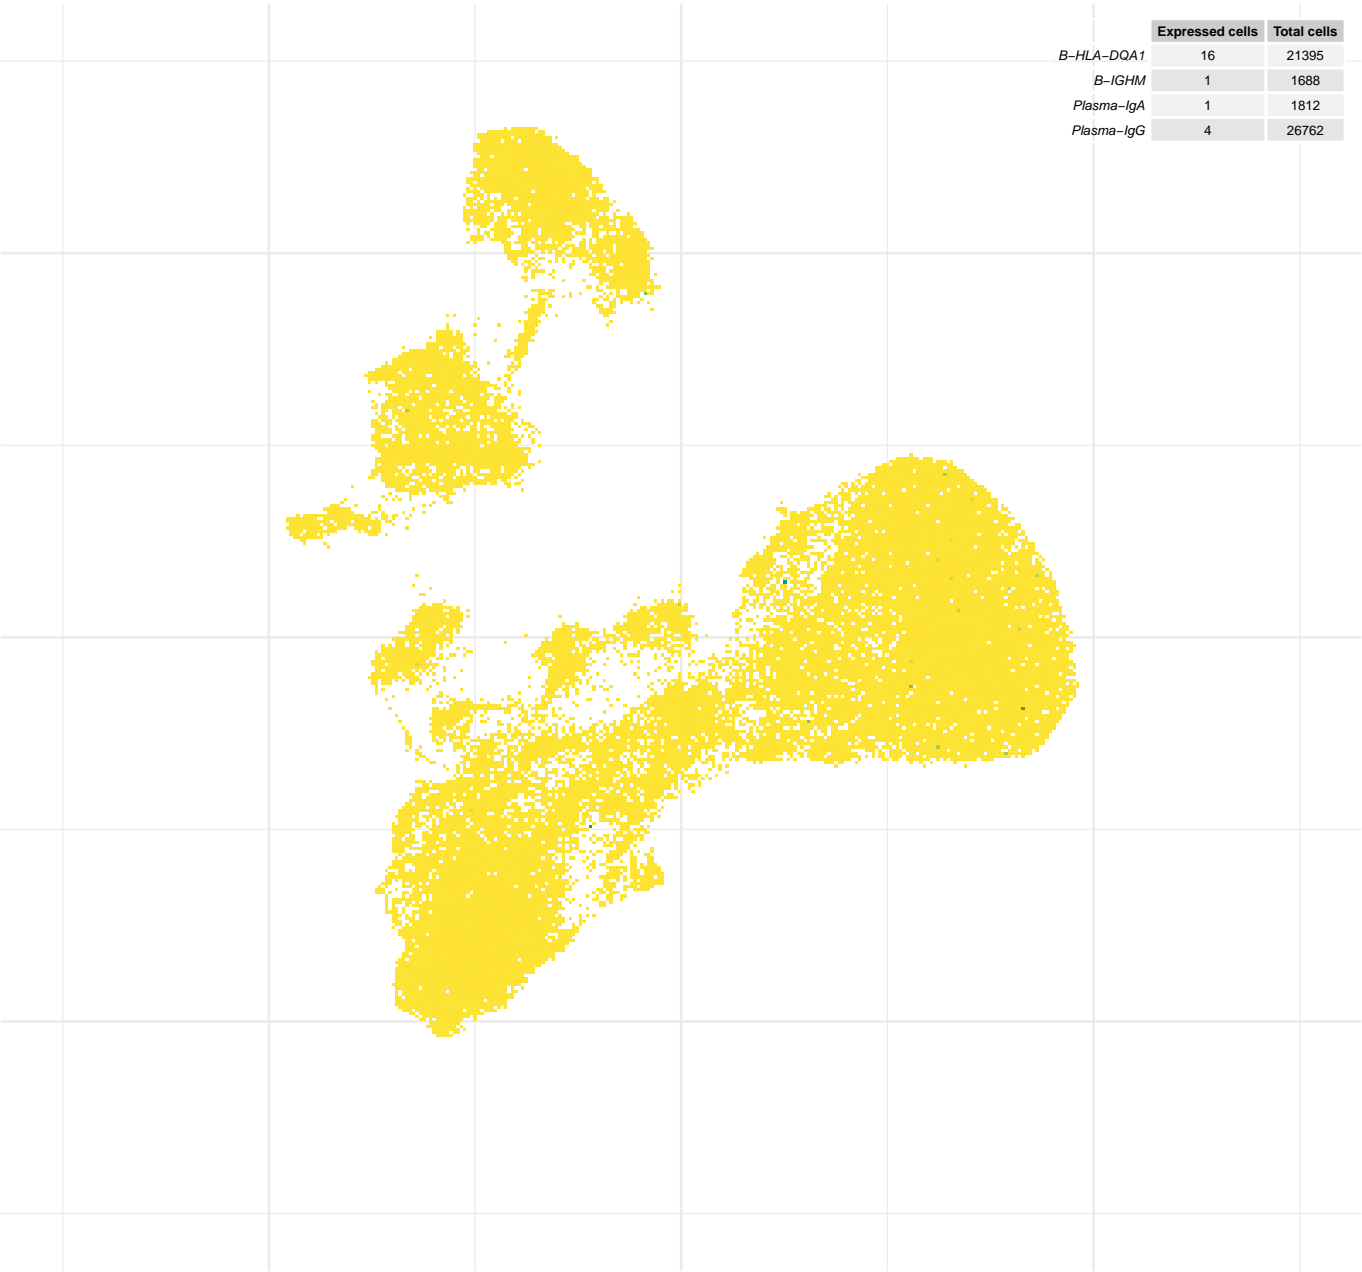 Expressed cells Total cells
B−HLA−DQA1 16 21395
B−IGHM 1 1688
Plasma−IgA 1 1812
Plasma−IgG 4 26762